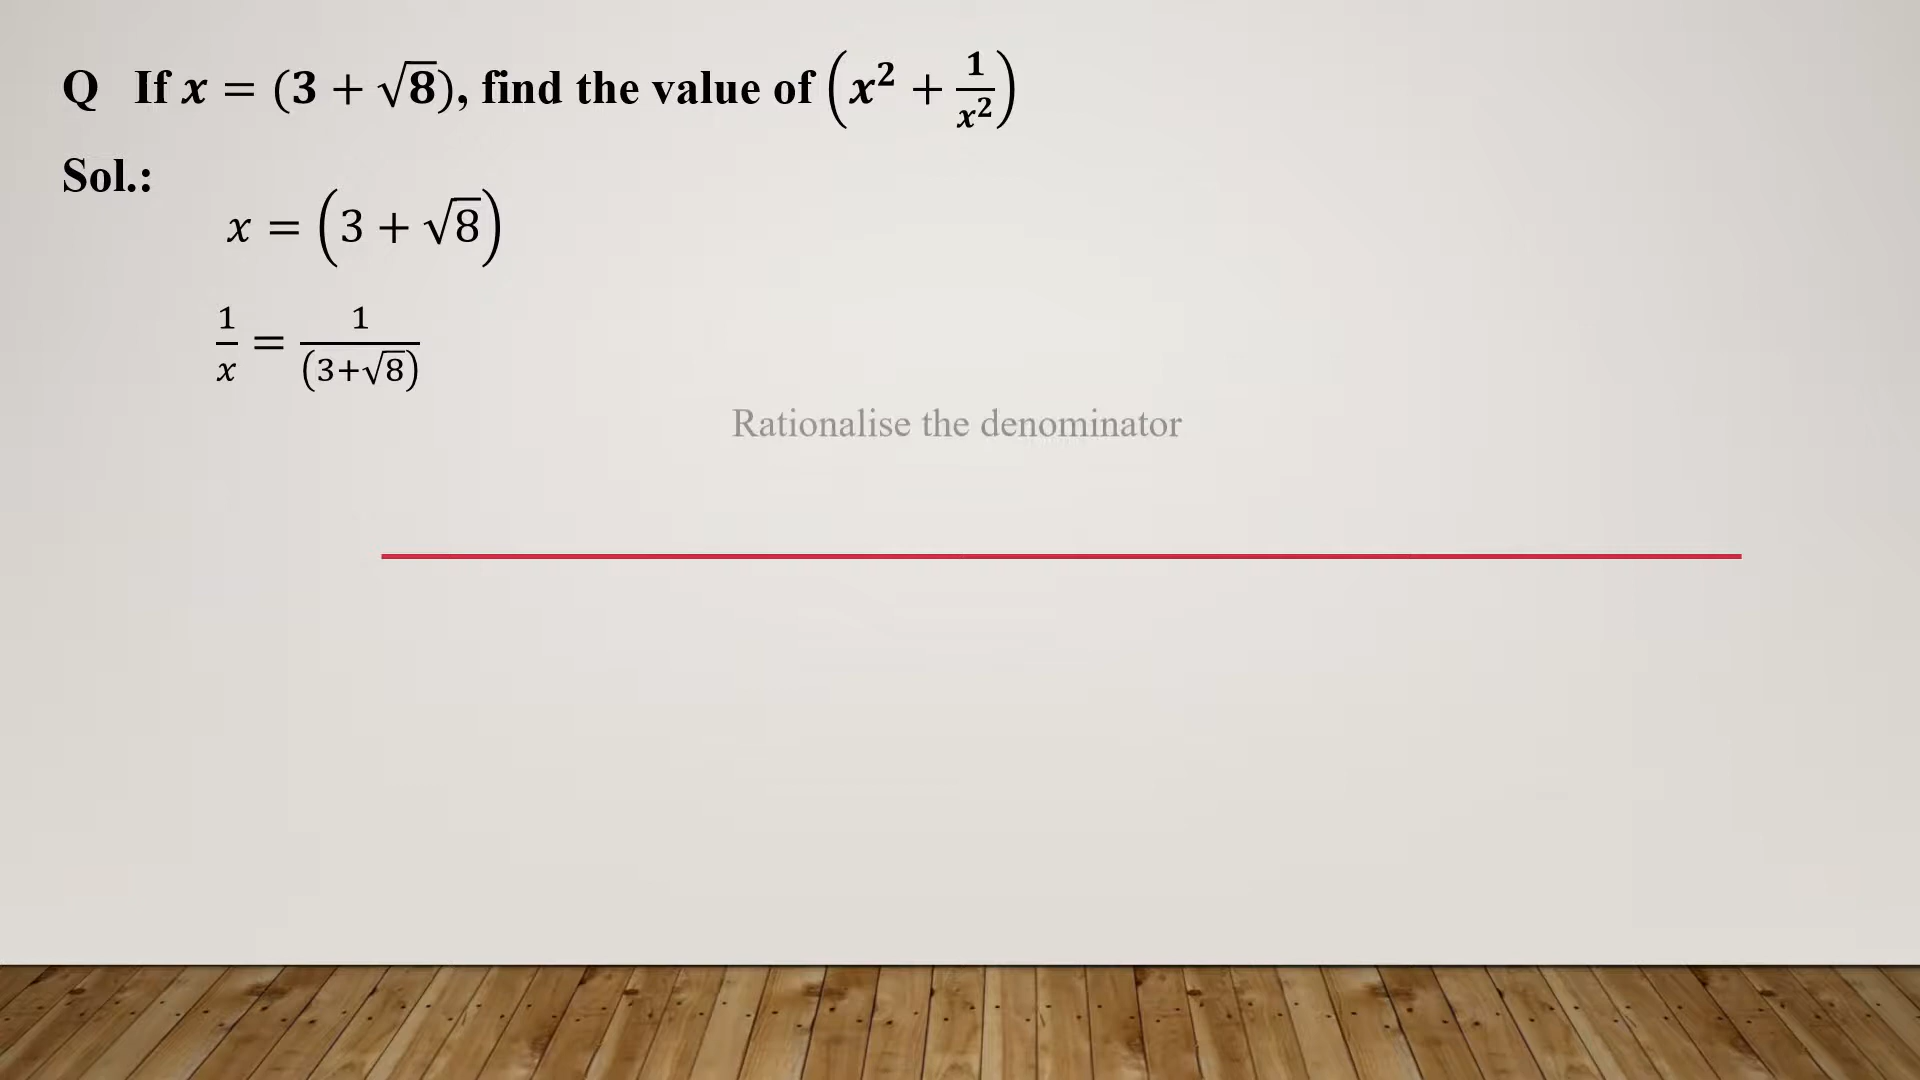 Q If x = (3 + √8), find the value of (x² + 1/x²)
Sol.:
x = (3 + √8)
1/x = 1/(3+√8)
Rationalise the denominator